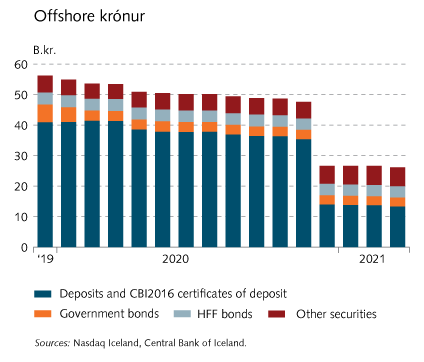 Offshore krónur
B.kr.
60
50
40
30
20
10
0
'19 2020 2021
Deposits and CBI2016 certificates of deposit
Government bonds HFF bonds Other securities
Sources: Nasdaq Iceland, Central Bank of Iceland.